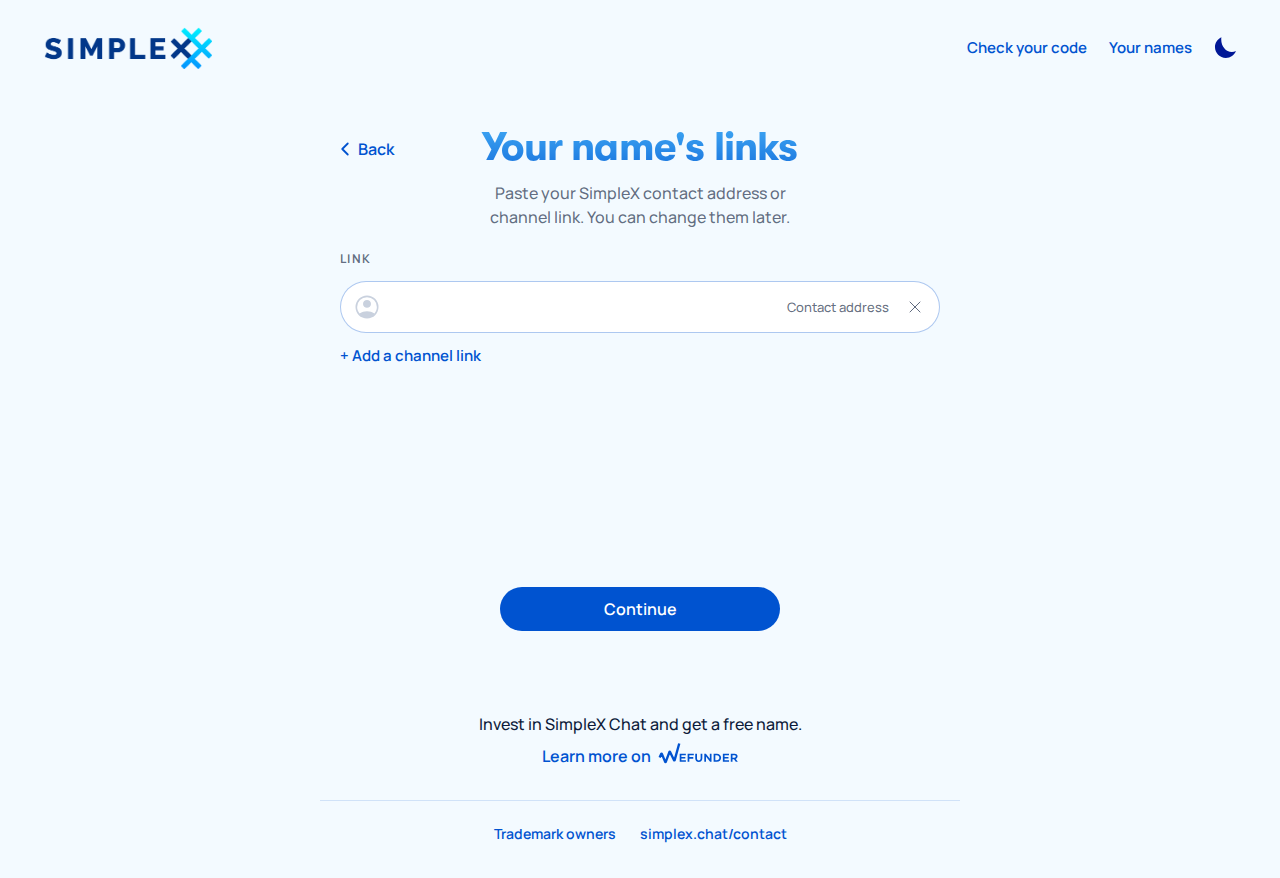 SIMPLEX
Check your code
Your names
Back
Your name's links
Paste your SimpleX contact address or
channel link. You can change them later.
LINK
Contact address
+ Add a channel link
Continue
Invest in SimpleX Chat and get a free name.
Learn more on WEFUNDER
Trademark owners
simplex.chat/contact